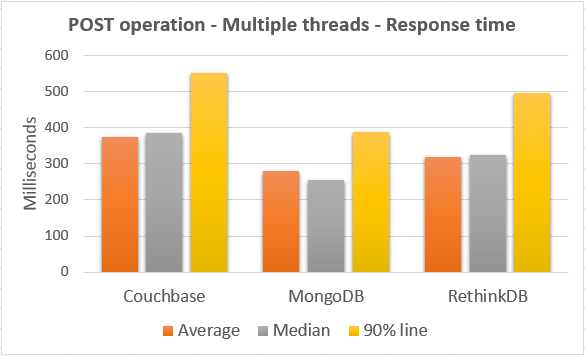 POST operation - Multiple threads - Response time
Milliseconds
600
500
400
300
200
100
0
Couchbase MongoDB RethinkDB
Average Median 90% line